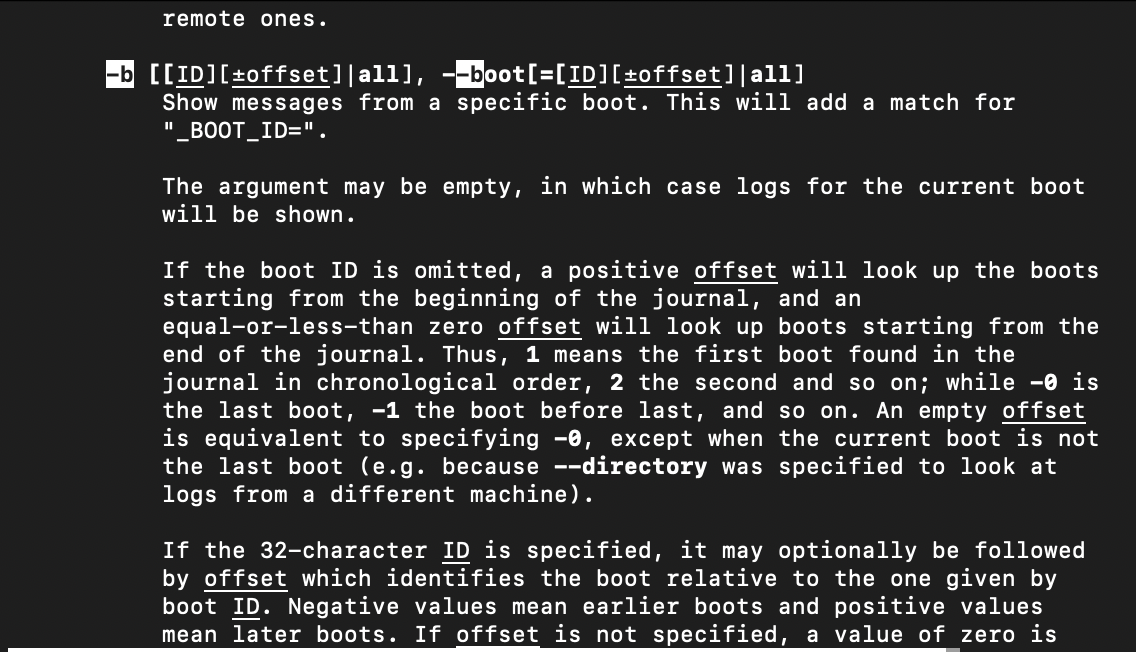 remote ones.
-b [[ID][±offset]|all], --boot[=[ID][±offset]|all]
Show messages from a specific boot. This will add a match for
"_BOOT_ID=".
The argument may be empty, in which case logs for the current boot
will be shown.
If the boot ID is omitted, a positive offset will look up the boots
starting from the beginning of the journal, and an
equal-or-less-than zero offset will look up boots starting from the
end of the journal. Thus, 1 means the first boot found in the
journal in chronological order, 2 the second and so on; while -0 is
the last boot, -1 the boot before last, and so on. An empty offset
is equivalent to specifying -0, except when the current boot is not
the last boot (e.g. because --directory was specified to look at
logs from a different machine).
If the 32-character ID is specified, it may optionally be followed
by offset which identifies the boot relative to the one given by
boot ID. Negative values mean earlier boots and positive values
mean later boots. If offset is not specified, a value of zero is